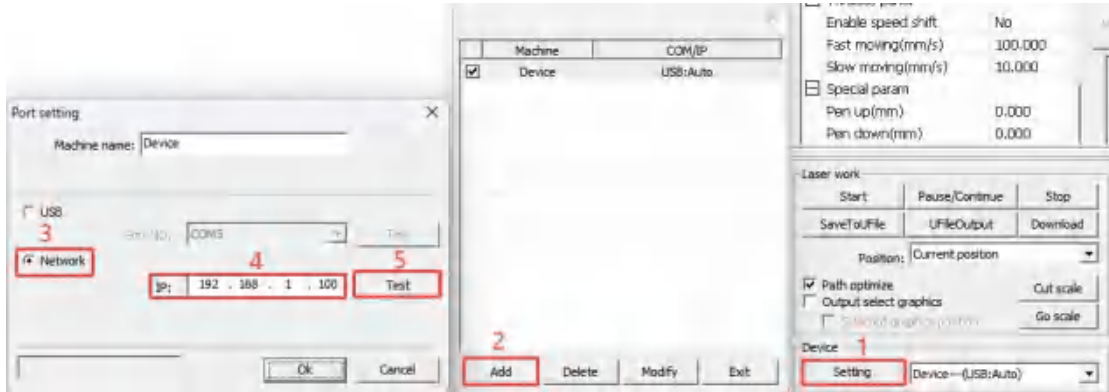 Port setting
Machine name: Device
USB
3
COM3
Network
4
5
IP: 192 . 168 . 1 . 100 Test
Ok Cancel
Machine COM/IP
Device USB:Auto
2
Add Delete Modify Exit
Enable speed shift No
Fast moving(mm/s) 100.000
Slow moving(mm/s) 10.000
Special param
Pen up(mm) 0.000
Pen down(mm) 0.000
Laser work
Start Pause/Continue Stop
SaveToUFile UFileOutput Download
Position: Current position
Path optimize Cut scale
Output select graphics
Go scale
Device 1
Setting Device---(USB:Auto)